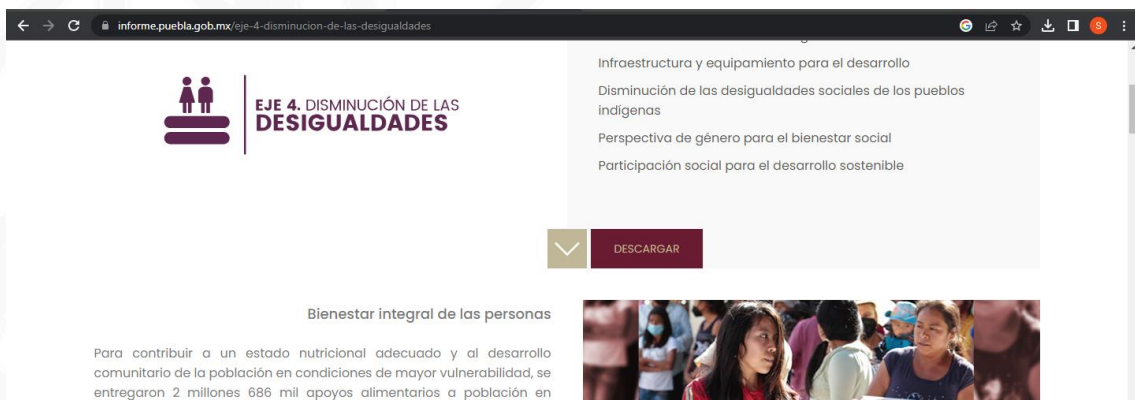 informe.puebla.gob.mx/eje-4-disminucion-de-las-desigualdades
S
Infraestructura y equipamiento para el desarrollo
Disminución de las desigualdades sociales de los pueblos
indígenas
Perspectiva de género para el bienestar social
Participación social para el desarrollo sostenible
EJE 4. DISMINUCIÓN DE LAS
DESIGUALDADES
DESCARGAR
Bienestar integral de las personas
Para contribuir a un estado nutricional adecuado y al desarrollo
comunitario de la población en condiciones de mayor vulnerabilidad, se
entregaron 2 millones 686 mil apoyos alimentarios a población en